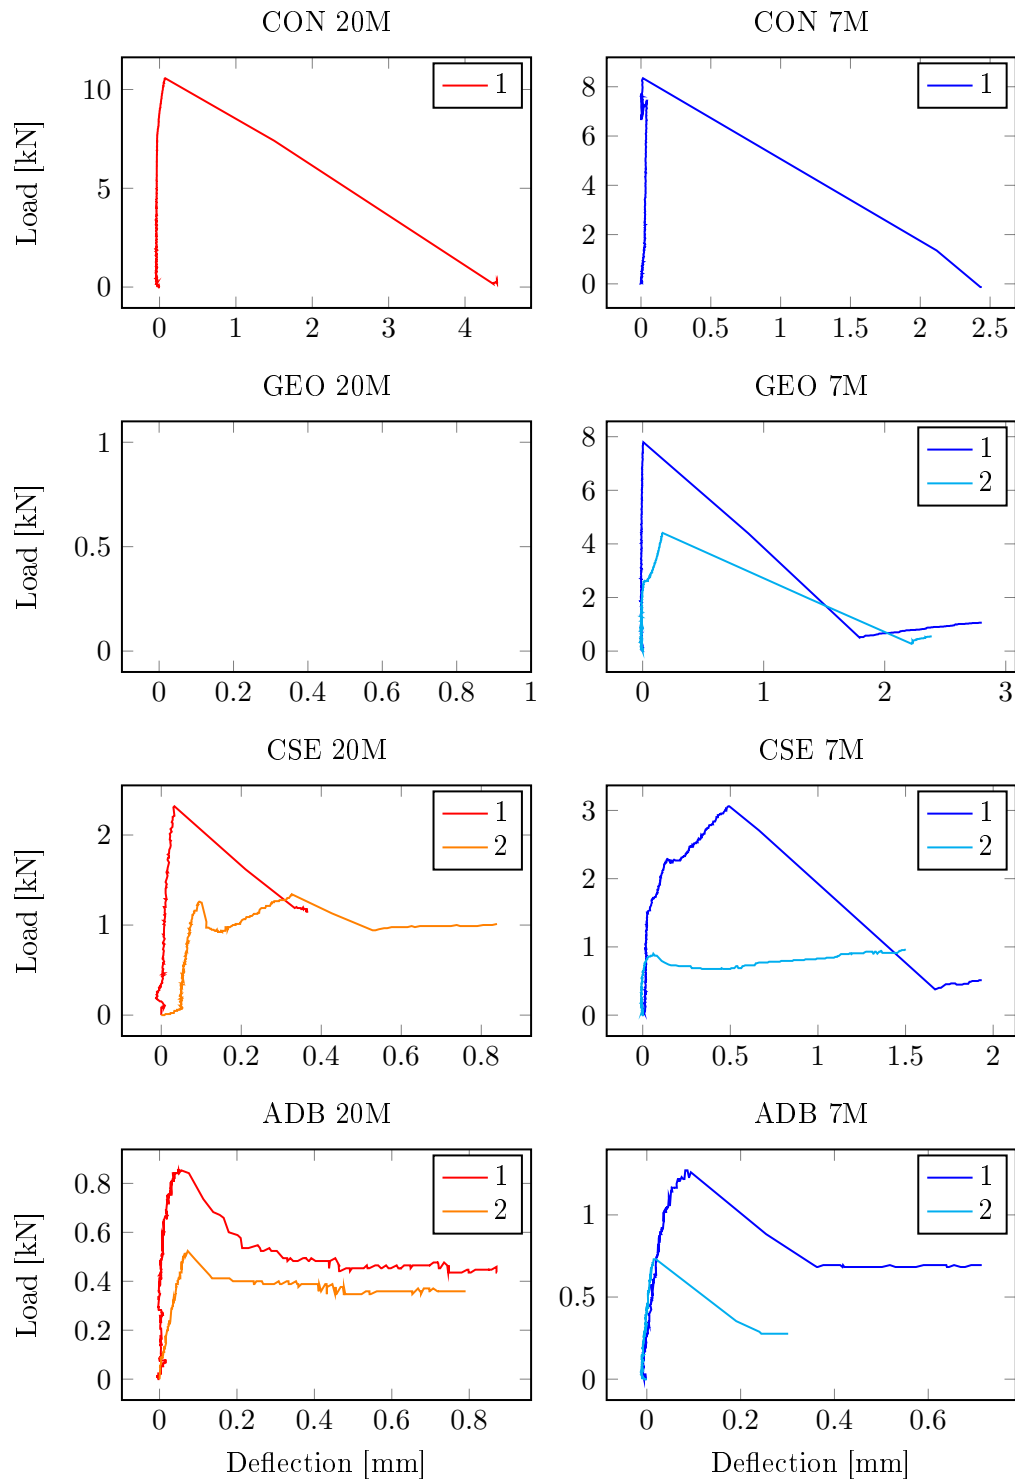 CON 20M
CON 7M
Load [kN]
10
5
0
0 1 2 3 4
1
8
6
4
2
0
0 0.5 1 1.5 2 2.5
1
GEO 20M
GEO 7M
Load [kN]
1
0.5
0
0 0.2 0.4 0.6 0.8 1
8
6
4
2
0
0 1 2 3
1
2
CSE 20M
CSE 7M
Load [kN]
2
1
0
0 0.2 0.4 0.6 0.8
1
2
3
2
1
0
0 0.5 1 1.5 2
1
2
ADB 20M
ADB 7M
Load [kN]
0.8
0.6
0.4
0.2
0
0 0.2 0.4 0.6 0.8
1
2
1
0.5
0
0 0.2 0.4 0.6
1
2
Deflection [mm]
Deflection [mm]